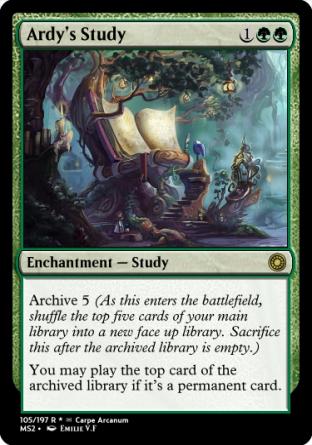 Ardy's Study 1
Enchantment — Study
Archive 5 (As this enters the battlefield,
shuffle the top five cards of your main
library into a new face up library. Sacrifice
this after the archived library is empty.)
You may play the top card of the
archived library if it's a permanent card.
105/197 R * Carpe Arcanum
MS2 • Emilie V.F